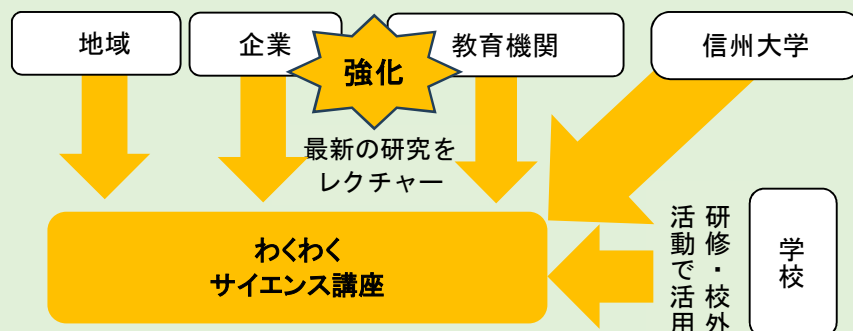 地域
企業
教育機関
信州大学
強化
最新の研究を
レクチャー
わくわく
サイエンス講座
研修・校外
活動で活用
学校